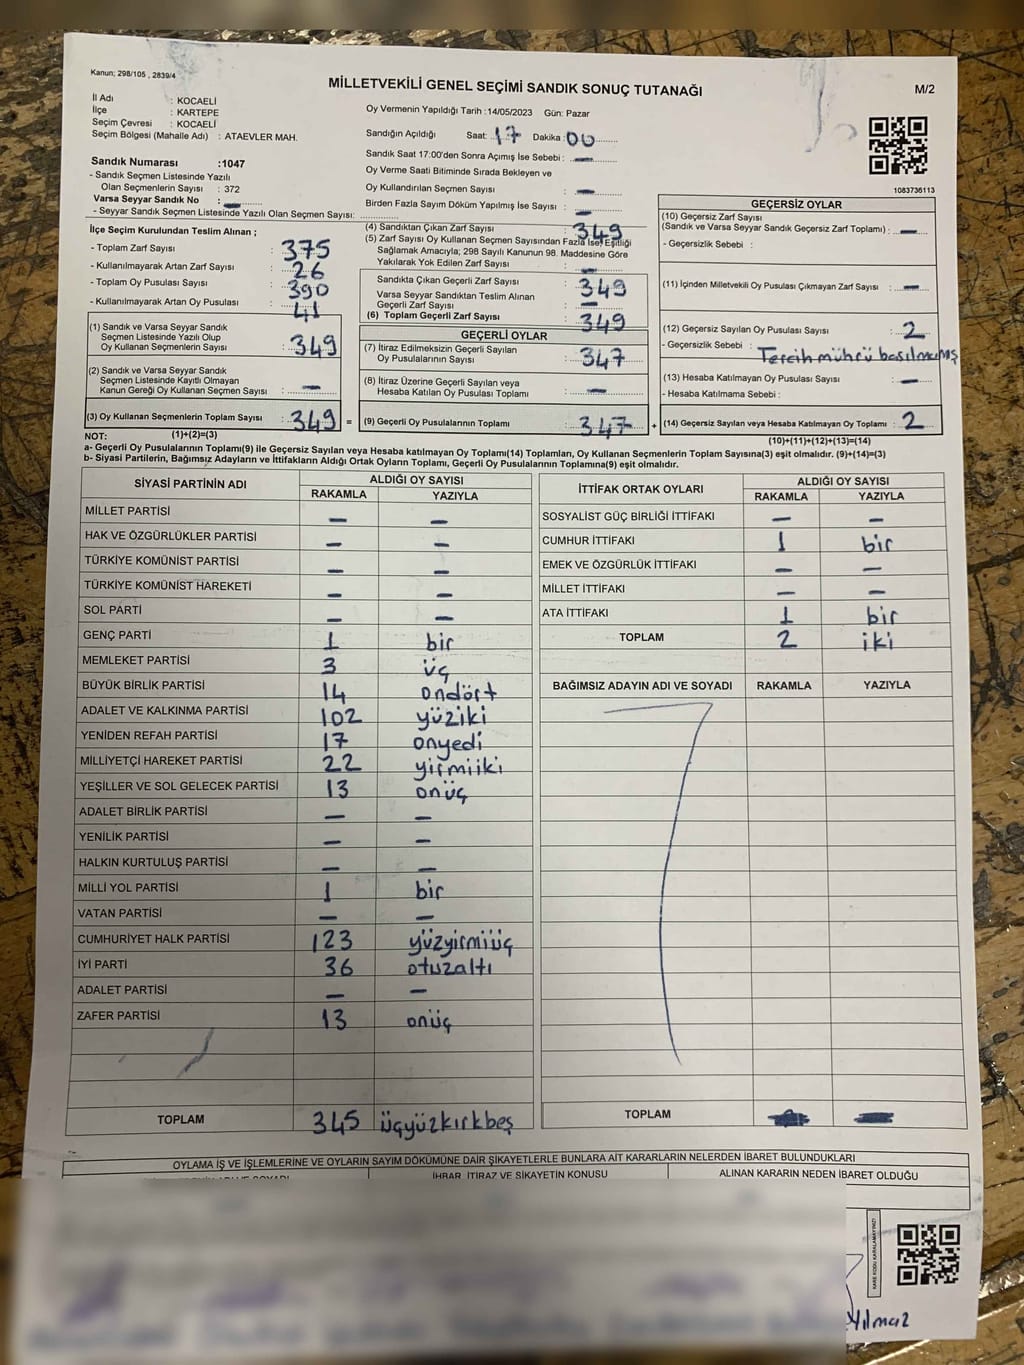 Kanun; 298/105 , 2839/4
MİLLETVEKİLİ GENEL SEÇİMİ SANDIK SONUÇ TUTANAĞI
M/2
İl Adı : KOCAELİ
İlçe : KARTEPE
Seçim Çevresi : KOCAELİ
Seçim Bölgesi (Mahalle Adı) : ATAEVLER MAH.
Sandık Numarası :1047
- Sandık Seçmen Listesinde Yazılı
Olan Seçmenlerin Sayısı : 372
Varsa Seyyar Sandık No : —
- Seyyar Sandık Seçmen Listesinde Yazılı Olan Seçmen Sayısı: ...............
Oy Vermenin Yapıldığı Tarih :14/05/2023 Gün: Pazar
Sandığın Açıldığı Saat: 17 Dakika : 00
Sandık Saat 17:00'den Sonra Açımış İse Sebebi : —
Oy Verme Saati Bitiminde Sırada Bekleyen ve
Oy Kullandırılan Seçmen Sayısı : —
Birden Fazla Sayım Döküm Yapılmış İse Sayısı : —
1083736113
İlçe Seçim Kurulundan Teslim Alınan ;
- Toplam Zarf Sayısı : 375
- Kullanılmayarak Artan Zarf Sayısı : 26
- Toplam Oy Pusulası Sayısı : 390
- Kullanılmayarak Artan Oy Pusulası : 41
(1) Sandık ve Varsa Seyyar Sandık
Seçmen Listesinde Yazılı Olup
Oy Kullanan Seçmenlerin Sayısı : 349
(2) Sandık ve Varsa Seyyar Sandık
Seçmen Listesinde Kayıtlı Olmayan
Kanun Gereği Oy Kullanan Seçmen Sayısı : —
(3) Oy Kullanan Seçmenlerin Toplam Sayısı : 349 =
(1)+(2)=(3)
(4) Sandıktan Çıkan Zarf Sayısı : 349
(5) Zarf Sayısı Oy Kullanan Seçmen Sayısından Fazla İse, Eşitliği
Sağlamak Amacıyla; 298 Sayılı Kanunun 98. Maddesine Göre
Yakılarak Yok Edilen Zarf Sayısı : —
Sandıkta Çıkan Geçerli Zarf Sayısı : 349
Varsa Seyyar Sandıktan Teslim Alınan
Geçerli Zarf Sayısı : —
(6) Toplam Geçerli Zarf Sayısı : 349
GEÇERLİ OYLAR
(7) İtiraz Edilmeksizin Geçerli Sayılan
Oy Pusulalarının Sayısı : 347
(8) İtiraz Üzerine Geçerli Sayılan veya
Hesaba Katılan Oy Pusulası Toplamı : —
(9) Geçerli Oy Pusulalarının Toplamı : 347 +
GEÇERSİZ OYLAR
(10) Geçersiz Zarf Sayısı
(Sandık ve Varsa Seyyar Sandık Geçersiz Zarf Toplamı) : —
- Geçersizlik Sebebi :
(11) İçinden Milletvekili Oy Pusulası Çıkmayan Zarf Sayısı : —
(12) Geçersiz Sayılan Oy Pusulası Sayısı : 2
- Geçersizlik Sebebi : Tercih mührü basılmamış
(13) Hesaba Katılmayan Oy Pusulası Sayısı : —
- Hesaba Katılmama Sebebi :
(14) Geçersiz Sayılan veya Hesaba Katılmayan Oy Toplamı : 2
(10)+(11)+(12)+(13)=(14)
NOT:
a- Geçerli Oy Pusulalarının Toplamı(9) ile Geçersiz Sayılan veya Hesaba katılmayan Oy Toplamı(14) Toplamları, Oy Kullanan Seçmenlerin Toplam Sayısına(3) eşit olmalıdır. (9)+(14)=(3)
b- Siyasi Partilerin, Bağımsız Adayların ve İttifakların Aldığı Ortak Oyların Toplamı, Geçerli Oy Pusulalarının Toplamına(9) eşit olmalıdır.
SİYASİ PARTİNİN ADI ALDIĞI OY SAYISI
RAKAMLA YAZIYLA
MİLLET PARTİSİ — —
HAK VE ÖZGÜRLÜKLER PARTİSİ — —
TÜRKİYE KOMÜNİST PARTİSİ — —
TÜRKİYE KOMÜNİST HAREKETİ — —
SOL PARTİ — —
GENÇ PARTİ 1 bir
MEMLEKET PARTİSİ 3 üç
BÜYÜK BİRLİK PARTİSİ 14 ondört
ADALET VE KALKINMA PARTİSİ 102 yüziki
YENİDEN REFAH PARTİSİ 17 onyedi
MİLLİYETÇİ HAREKET PARTİSİ 22 yirmiiki
YEŞİLLER VE SOL GELECEK PARTİSİ 13 onüç
ADALET BİRLİK PARTİSİ — —
YENİLİK PARTİSİ — —
HALKIN KURTULUŞ PARTİSİ — —
MİLLİ YOL PARTİSİ 1 bir
VATAN PARTİSİ — —
CUMHURİYET HALK PARTİSİ 123 yüzyirmiüç
İYİ PARTİ 36 otuzaltı
ADALET PARTİSİ — —
ZAFER PARTİSİ 13 onüç
TOPLAM 345 üçyüzkırkbeş
İTTİFAK ORTAK OYLARI ALDIĞI OY SAYISI
RAKAMLA YAZIYLA
SOSYALİST GÜÇ BİRLİĞİ İTTİFAKI — —
CUMHUR İTTİFAKI 1 bir
EMEK VE ÖZGÜRLÜK İTTİFAKI — —
MİLLET İTTİFAKI — —
ATA İTTİFAKI 1 bir
TOPLAM 2 iki
BAĞIMSIZ ADAYIN ADI VE SOYADI RAKAMLA YAZIYLA
TOPLAM — —
OYLAMA İŞ VE İŞLEMLERİNE VE OYLARIN SAYIM DÖKÜMÜNE DAİR ŞİKAYETLERLE BUNLARA AİT KARARLARIN NELERDEN İBARET BULUNDUKLARI
İHBAR, İTİRAZ VE ŞİKAYETİN KONUSU ALINAN KARARIN NEDEN İBARET OLDUĞU
KARE KODU KARALAMAYINIZ!
Yılmaz